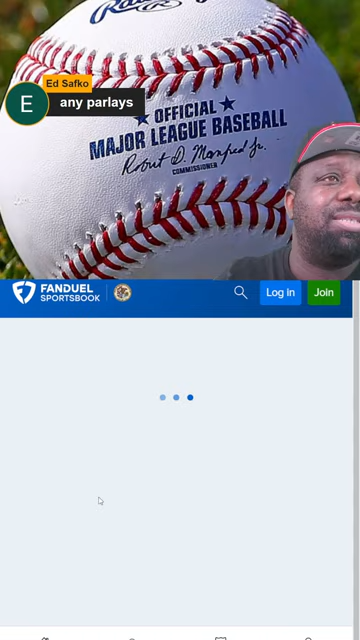 Ed Safko
E
any parlays
OFFICIAL
MAJOR LEAGUE BASEBALL
Robert D. Manfred Jr.
COMMISSIONER
FANDUEL
SPORTSBOOK
Log in
Join